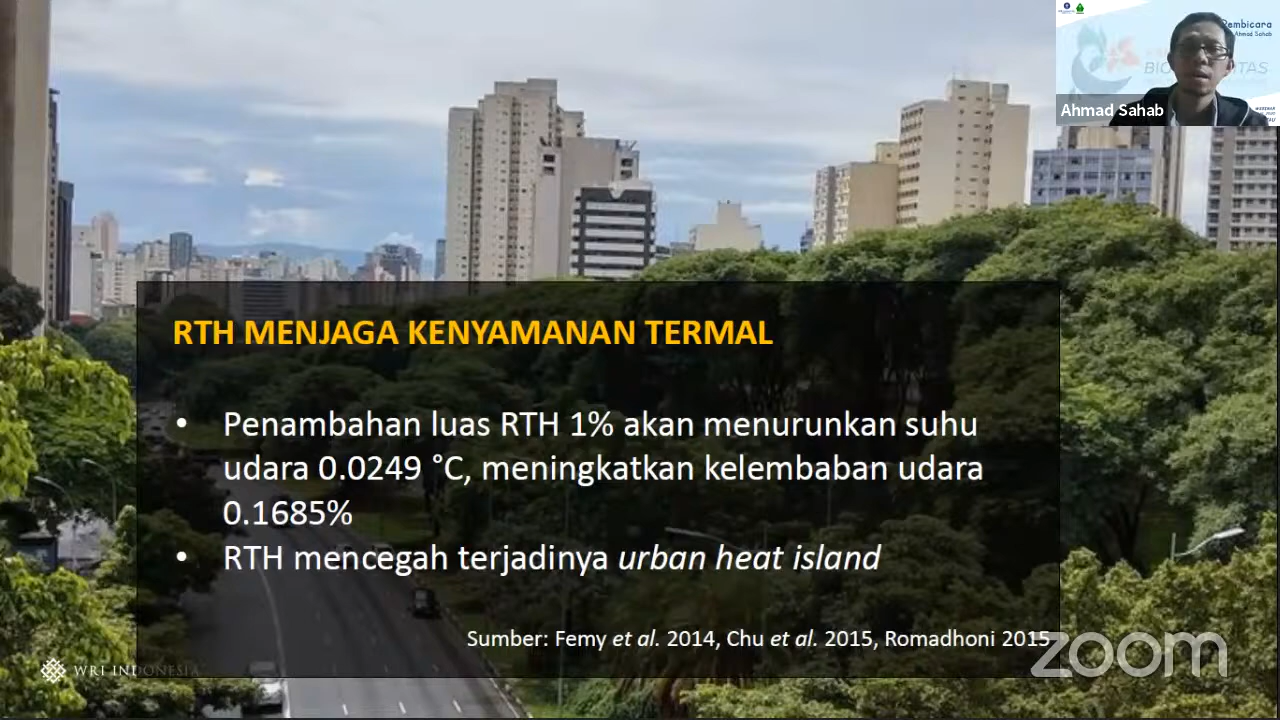 Pembicara
Ahmad Sahab
Ahmad Sahab
RTH MENJAGA KENYAMANAN TERMAL
• Penambahan luas RTH 1% akan menurunkan suhu
udara 0.0249 °C, meningkatkan kelembaban udara
0.1685%
• RTH mencegah terjadinya urban heat island
Sumber: Femy et al. 2014, Chu et al. 2015, Romadhoni 2015
WRI INDONESIA
zoom